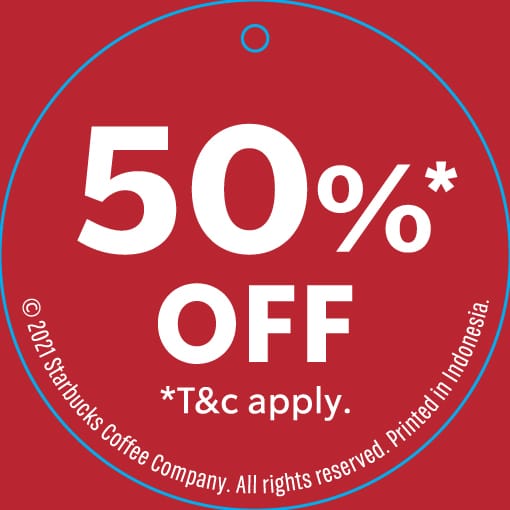 50%*
OFF
*T&c apply.
© 2021 Starbucks Coffee Company. All rights reserved. Printed in Indonesia.